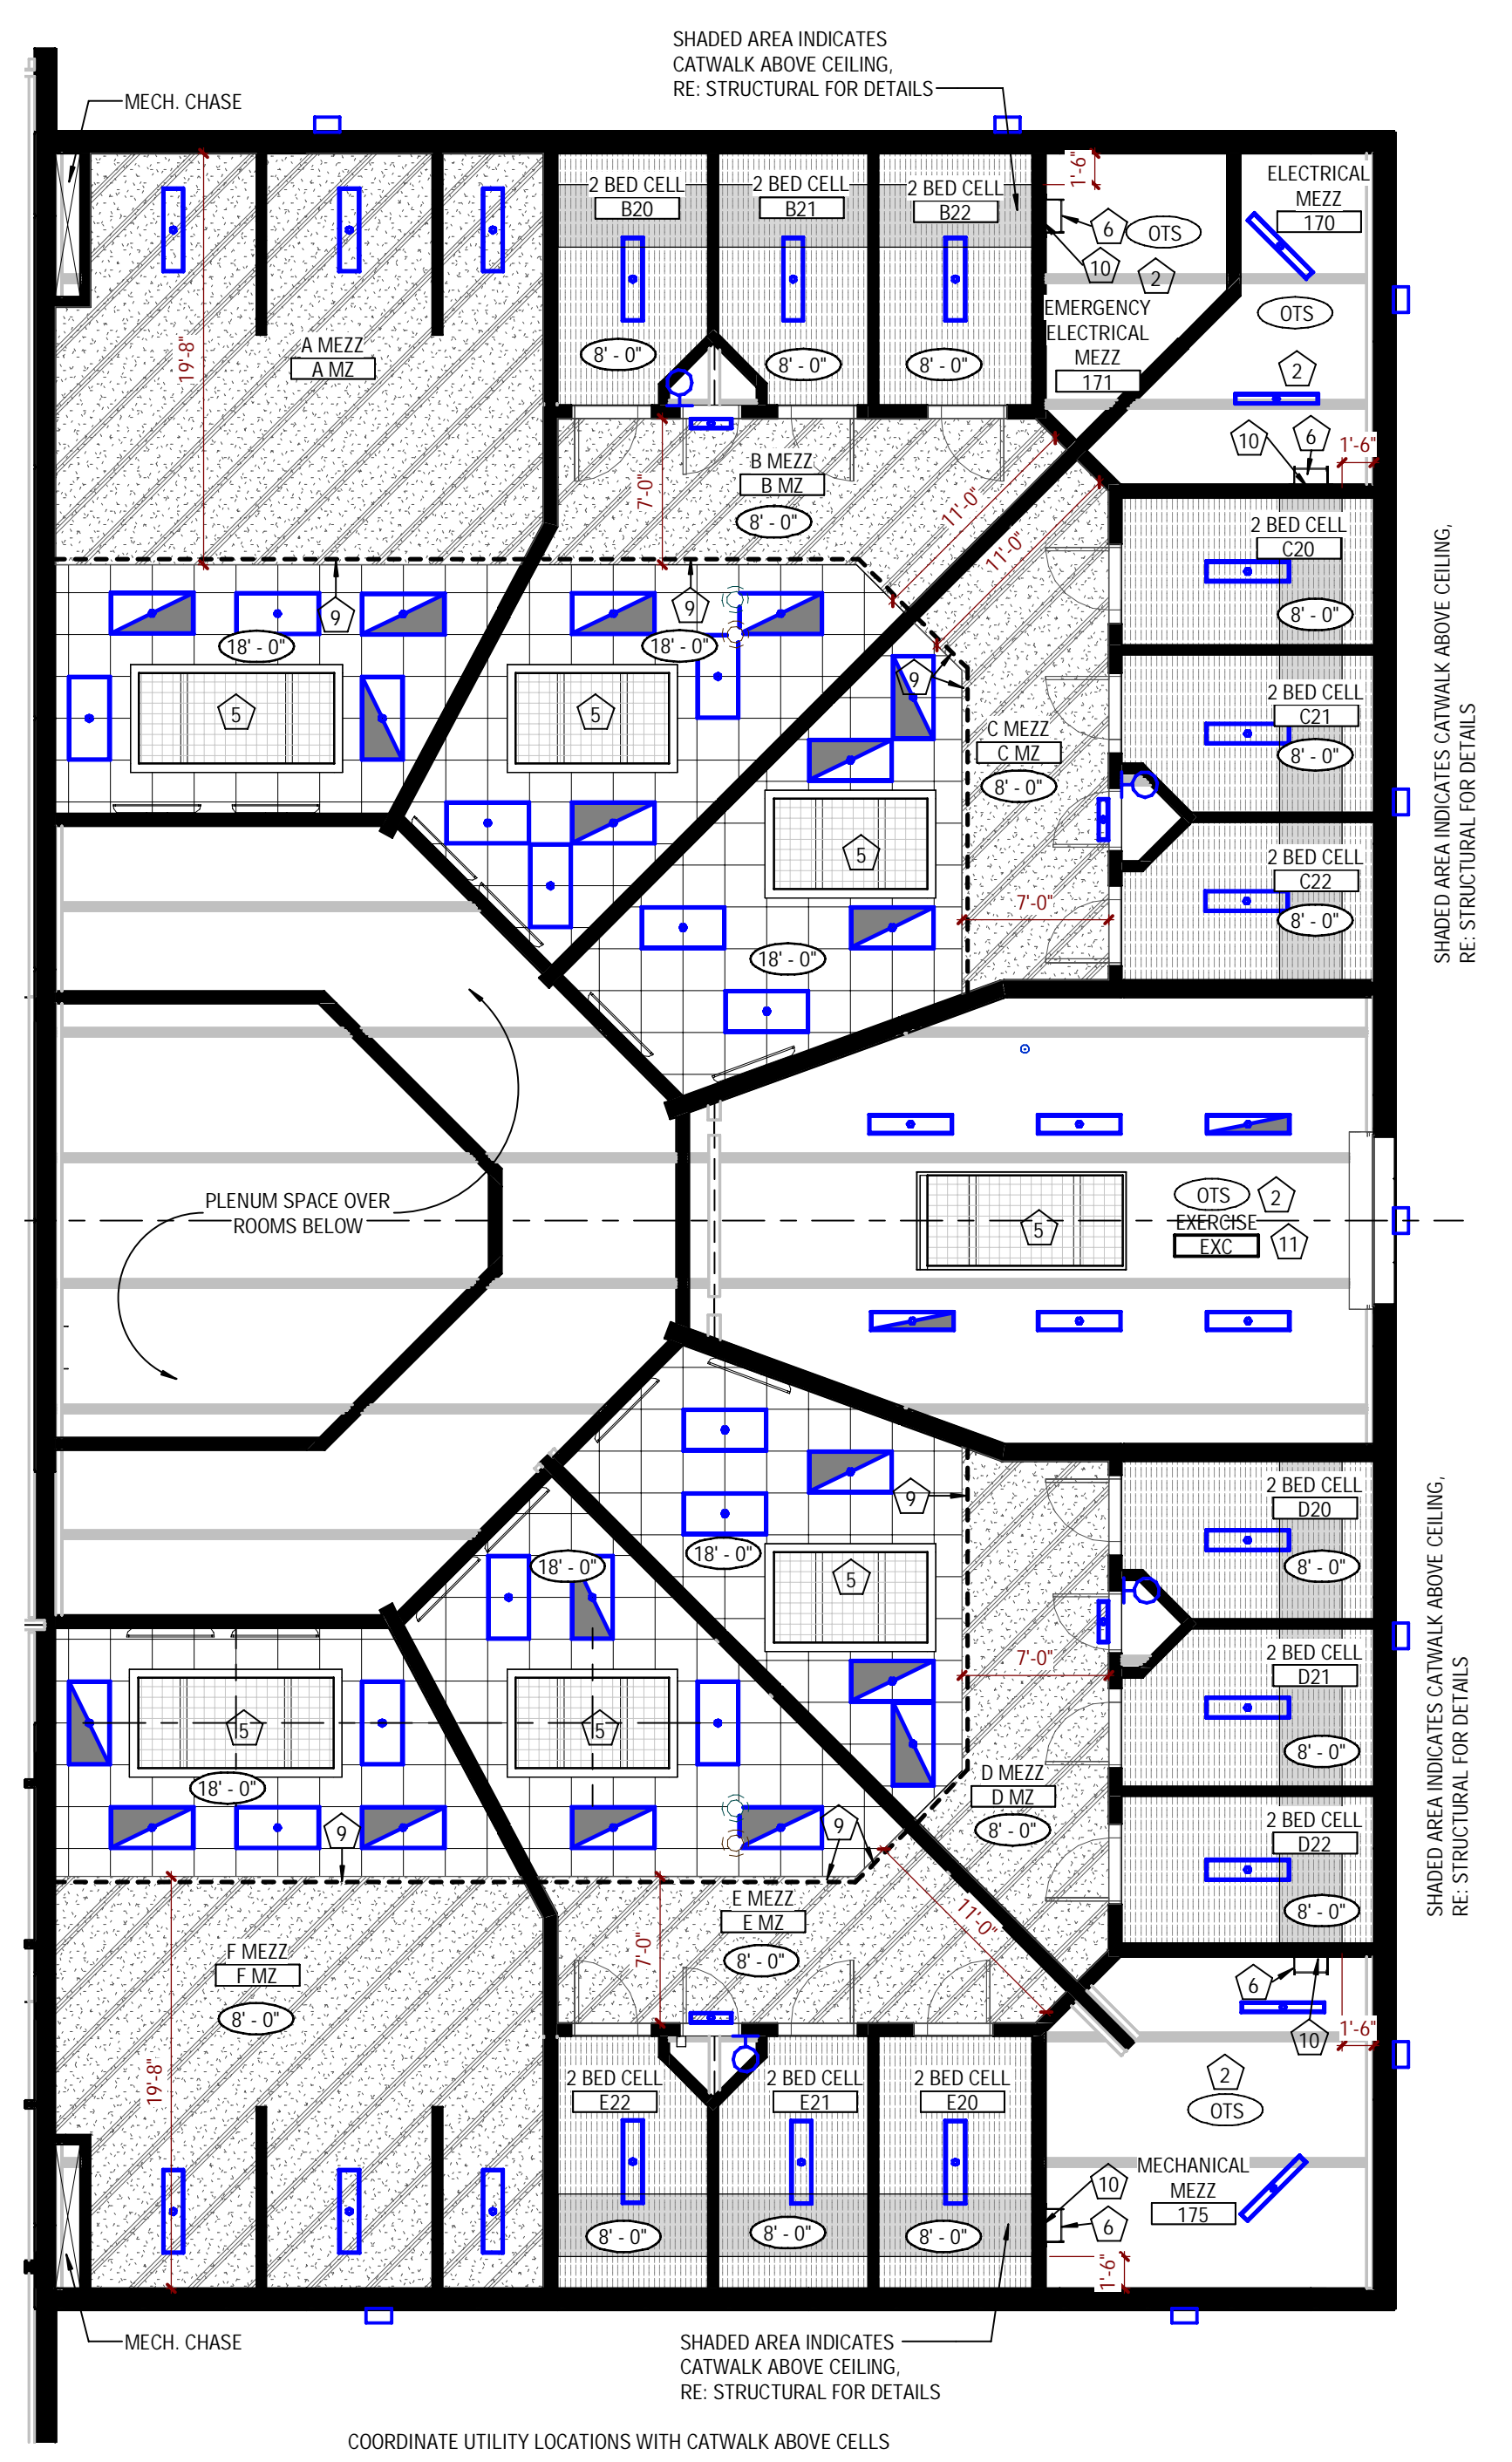 SHADED AREA INDICATES
CATWALK ABOVE CEILING,
RE: STRUCTURAL FOR DETAILS
MECH. CHASE
1'-6"
ELECTRICAL
MEZZ
170
2 BED CELL
B20
2 BED CELL
B21
2 BED CELL
B22
6
OTS
10
2
OTS
EMERGENCY
ELECTRICAL
MEZZ
171
19'-8"
A MEZZ
A MZ
8' - 0"
8' - 0"
8' - 0"
2
10
6
1'-6"
B MEZZ
B MZ
8' - 0"
7'-0"
11'-0"
11'-0"
2 BED CELL
C20
8' - 0"
9
18' - 0"
5
9
18' - 0"
5
9
C MEZZ
C MZ
8' - 0"
2 BED CELL
C21
8' - 0"
SHADED AREA INDICATES CATWALK ABOVE CEILING,
RE: STRUCTURAL FOR DETAILS
5
2 BED CELL
C22
8' - 0"
7'-0"
18' - 0"
PLENUM SPACE OVER
ROOMS BELOW
5
OTS
2
EXERCISE
EXC
11
9
2 BED CELL
D20
8' - 0"
18' - 0"
18' - 0"
5
7'-0"
2 BED CELL
D21
8' - 0"
SHADED AREA INDICATES CATWALK ABOVE CEILING,
RE: STRUCTURAL FOR DETAILS
5
18' - 0"
5
D MEZZ
D MZ
8' - 0"
9
9
2 BED CELL
D22
8' - 0"
E MEZZ
E MZ
8' - 0"
7'-0"
11'-0"
F MEZZ
F MZ
8' - 0"
19'-8"
6
10
1'-6"
2
OTS
2 BED CELL
E22
2 BED CELL
E21
2 BED CELL
E20
8' - 0"
8' - 0"
8' - 0"
MECHANICAL
MEZZ
175
10
6
1'-6"
MECH. CHASE
SHADED AREA INDICATES
CATWALK ABOVE CEILING,
RE: STRUCTURAL FOR DETAILS
COORDINATE UTILITY LOCATIONS WITH CATWALK ABOVE CELLS